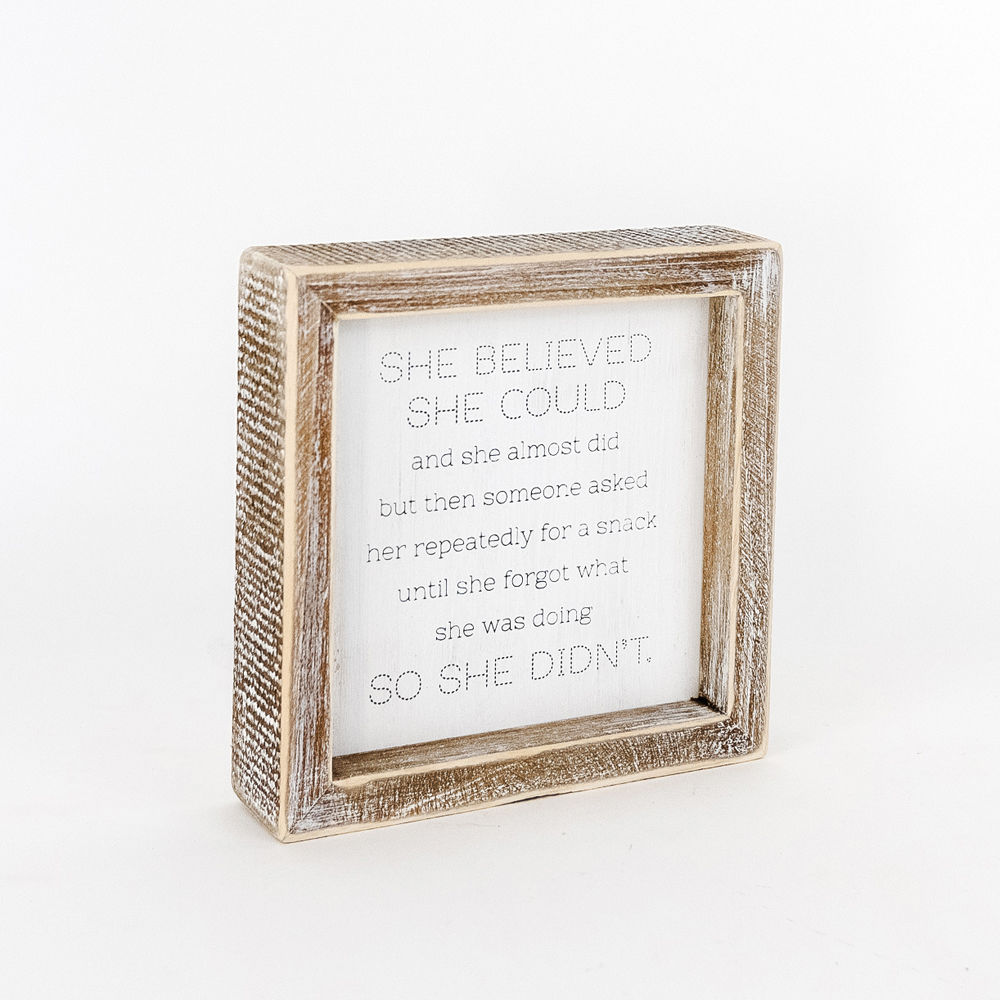 SHE BELIEVED
SHE COULD
and she almost did
but then someone asked
her repeatedly for a snack
until she forgot what
she was doing
SO SHE DIDN'T.